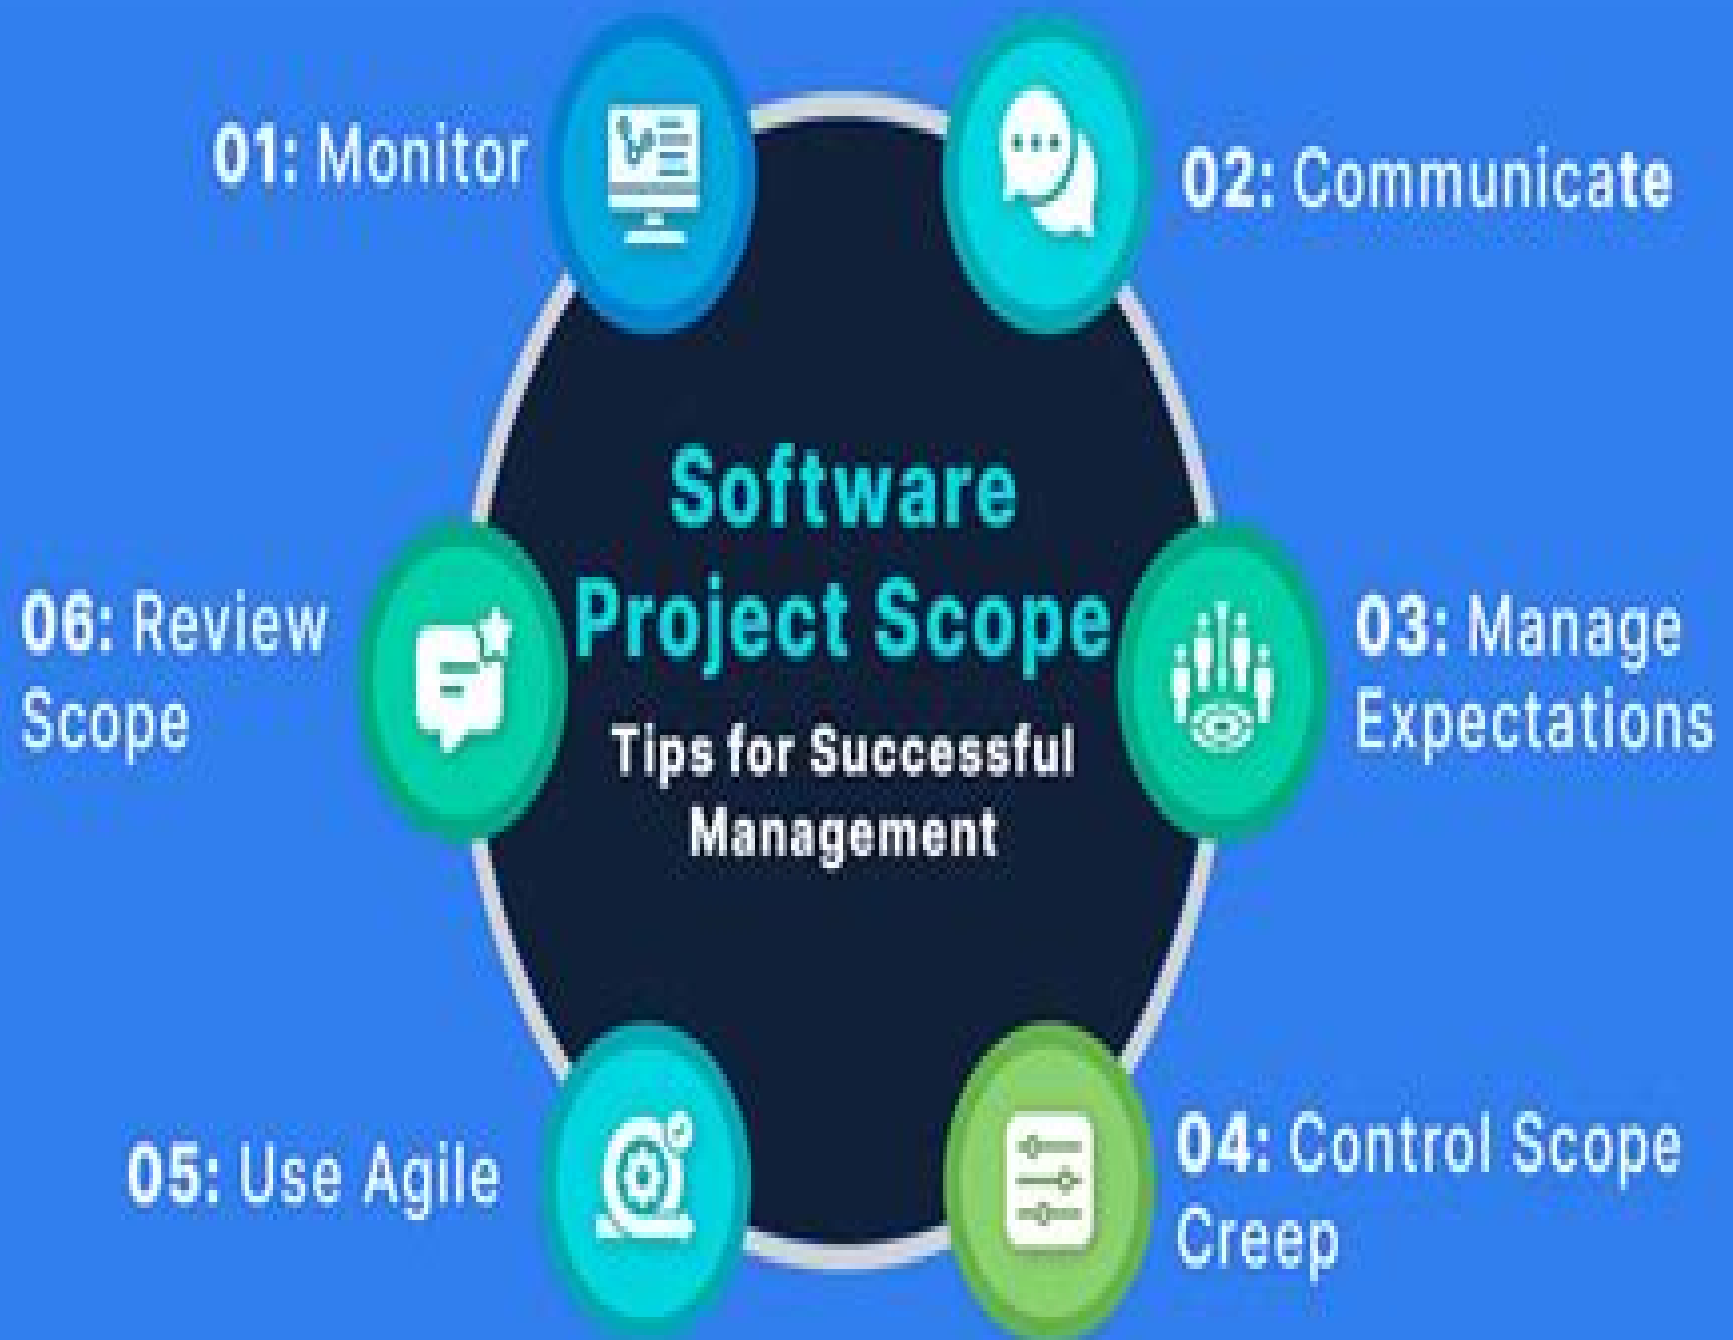 01: Monitor
02: Communicate
Software
Project Scope
Tips for Successful
Management
03: Manage
Expectations
04: Control Scope
Creep
05: Use Agile
06: Review
Scope